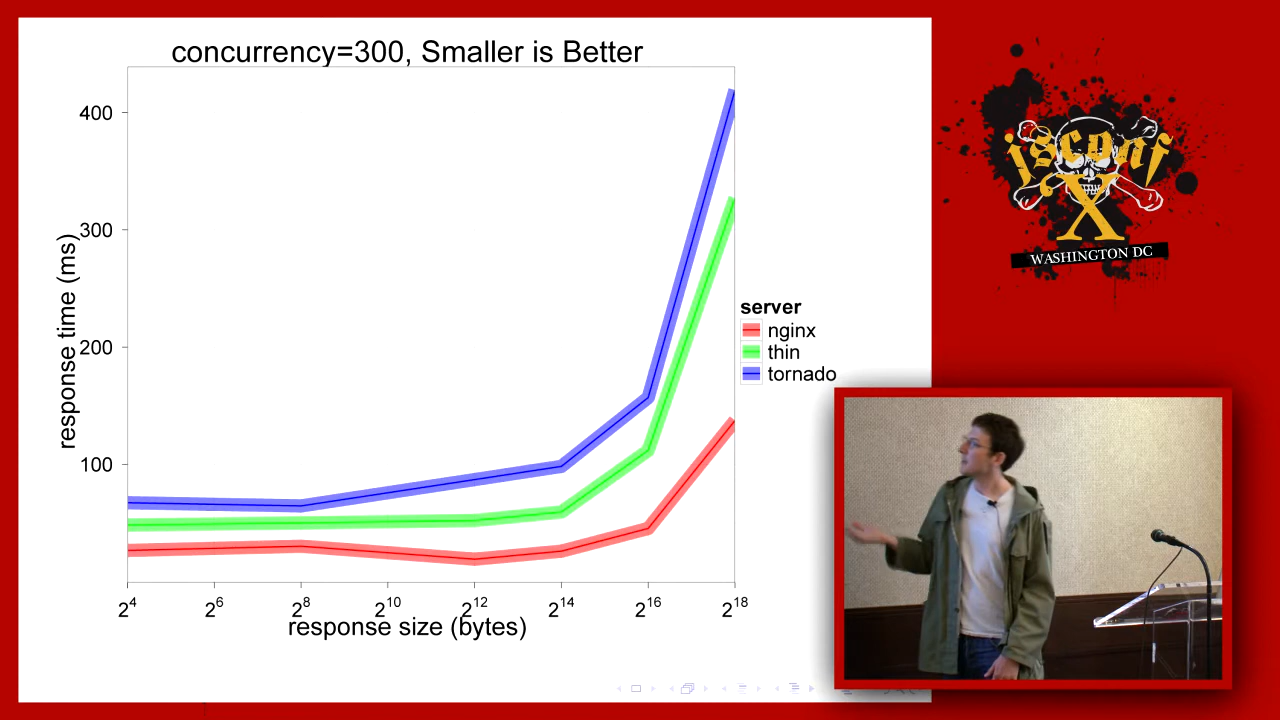 concurrency=300, Smaller is Better
400
300
200
100
response time (ms)
2^4 2^6 2^8 2^10 2^12 2^14 2^16 2^18
response size (bytes)
server
nginx
thin
tornado
jsconf
X
WASHINGTON DC